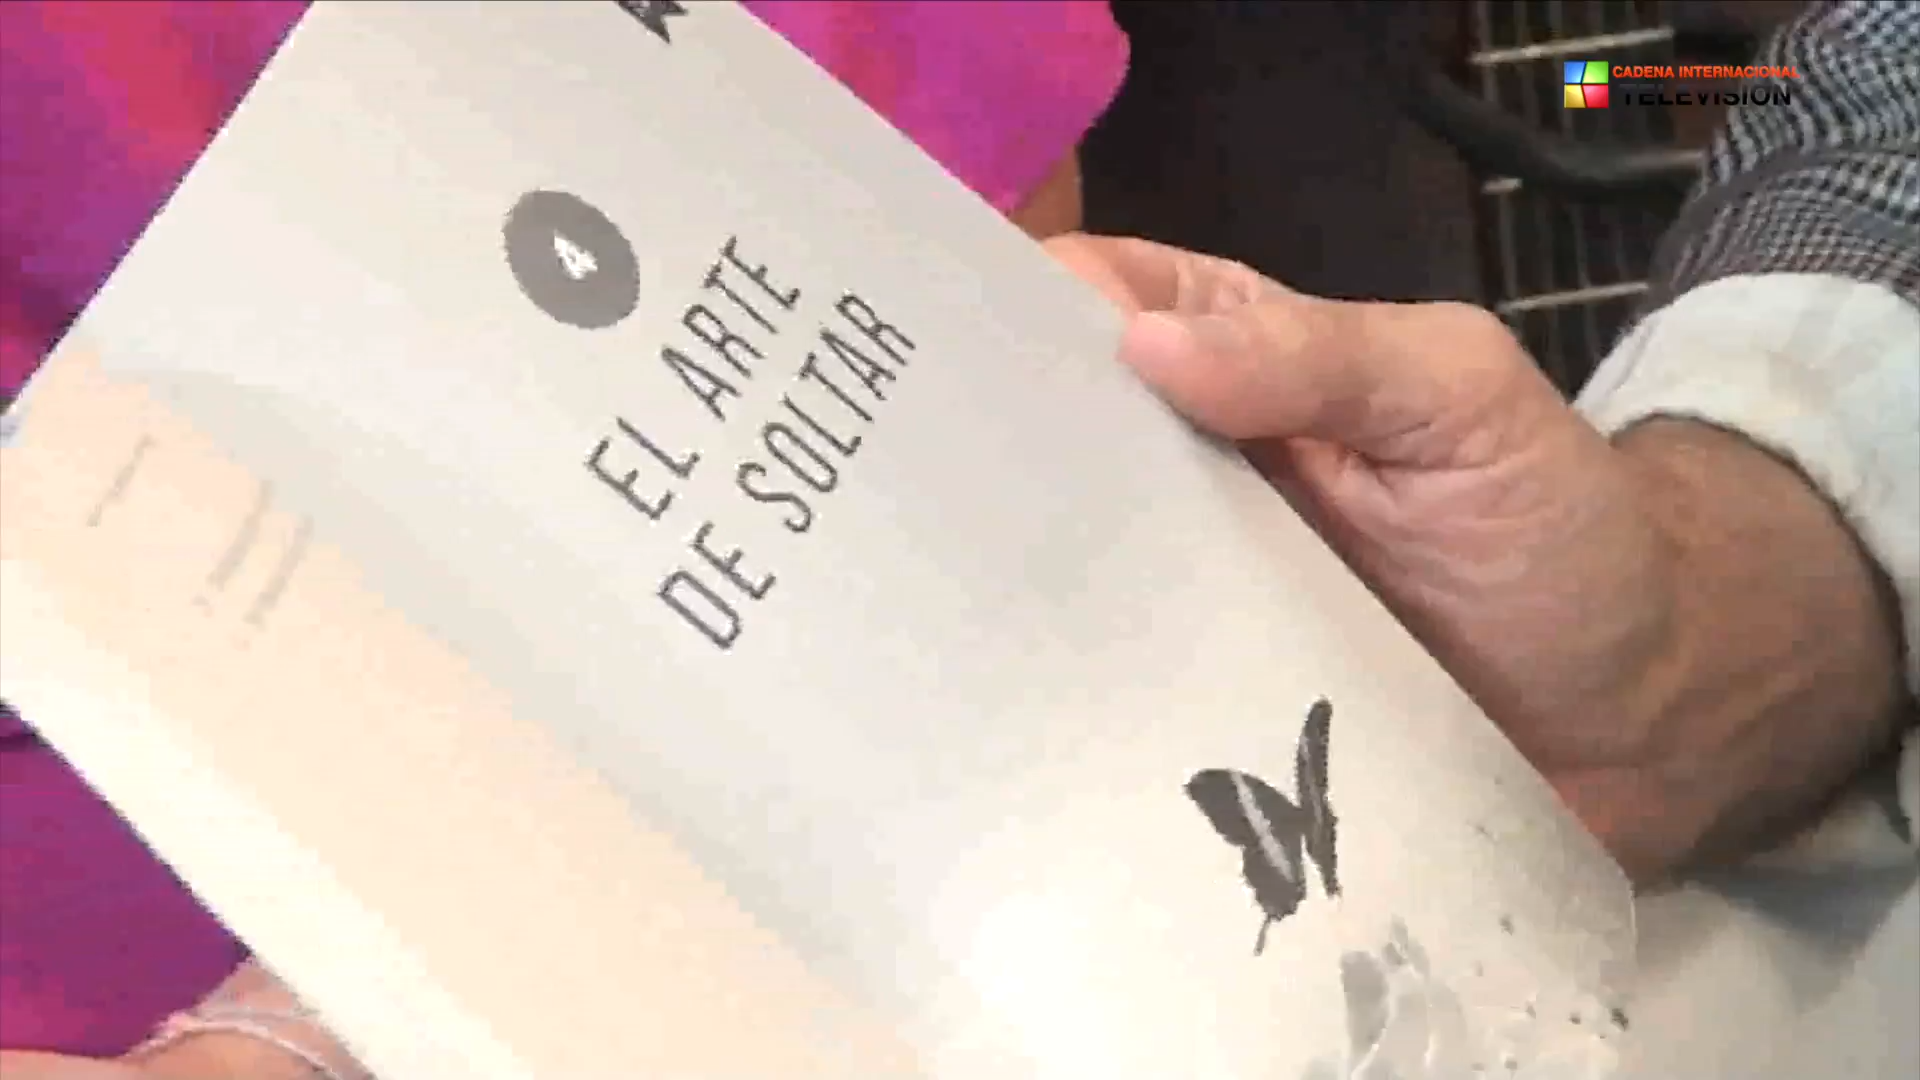 4
EL ARTE
DE SOLTAR
CADENA INTERNACIONAL
TELEVISION